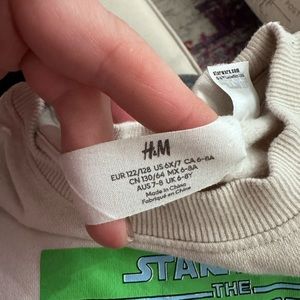 H&M
EUR 122/128 US 6X/7 CA 6-8A
CN 130/64 MX 6-8A
AUS 7-8 UK 6-8Y
Made in China
Fabriqué en Chine
STAR
THE